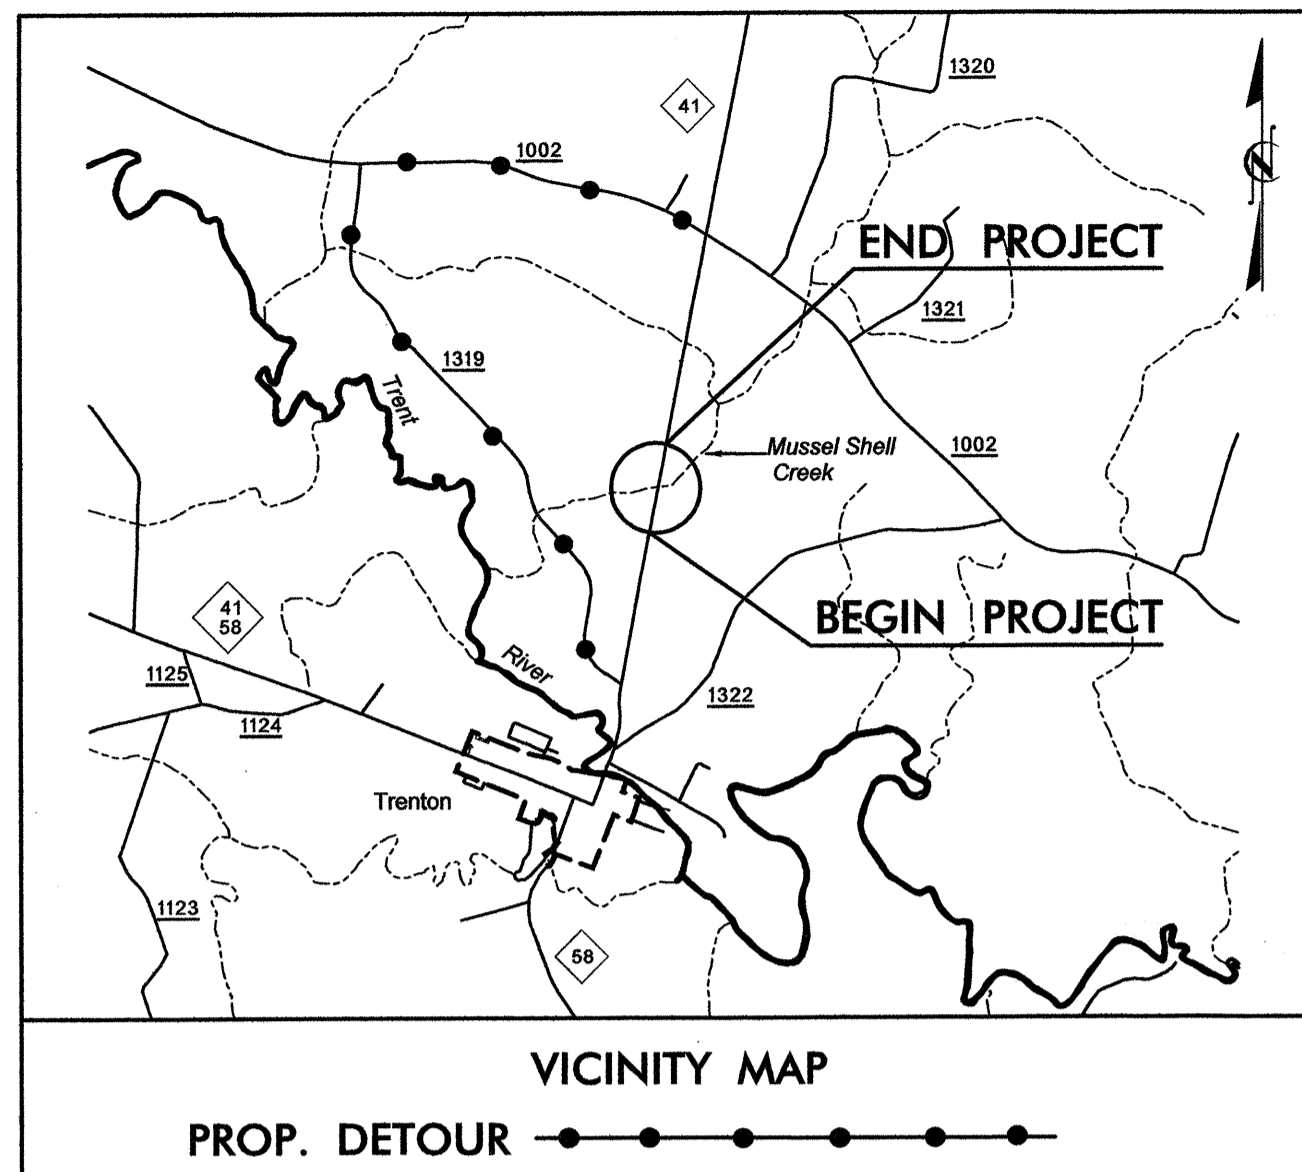 1320
41
1002
N
END PROJECT
1321
1319
Trent
Mussel Shell
Creek
1002
41
58
BEGIN PROJECT
River
1125
1322
1124
Trenton
1123
58
VICINITY MAP
PROP. DETOUR